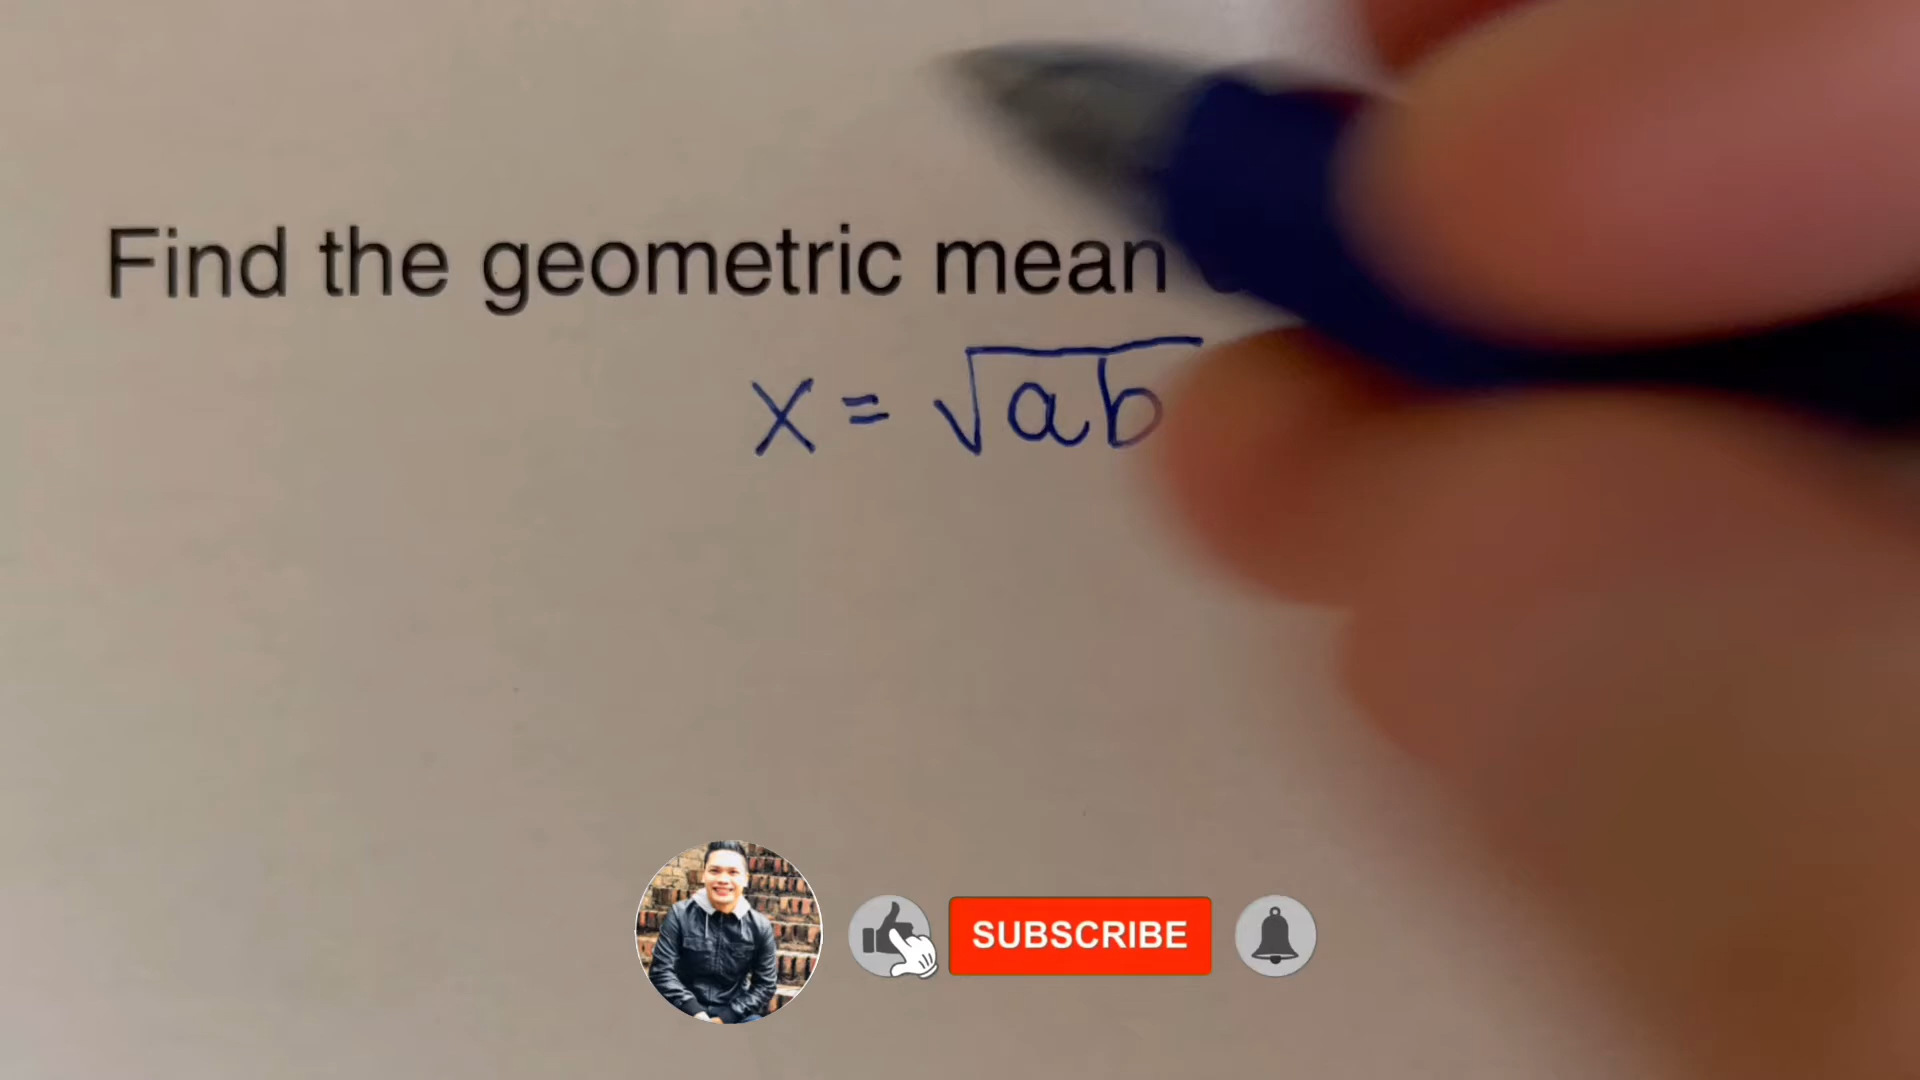 Find the geometric mean
x = √ab
SUBSCRIBE